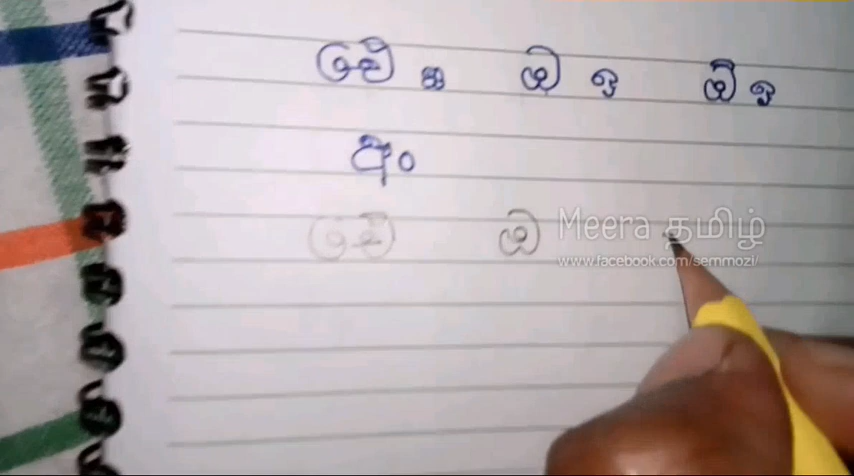 ඓ ஐ ඔ ஒ ඕ ஓ
අං
ඓ ඔ
Meera தமிழ்
www.facebook.com/semmozi/